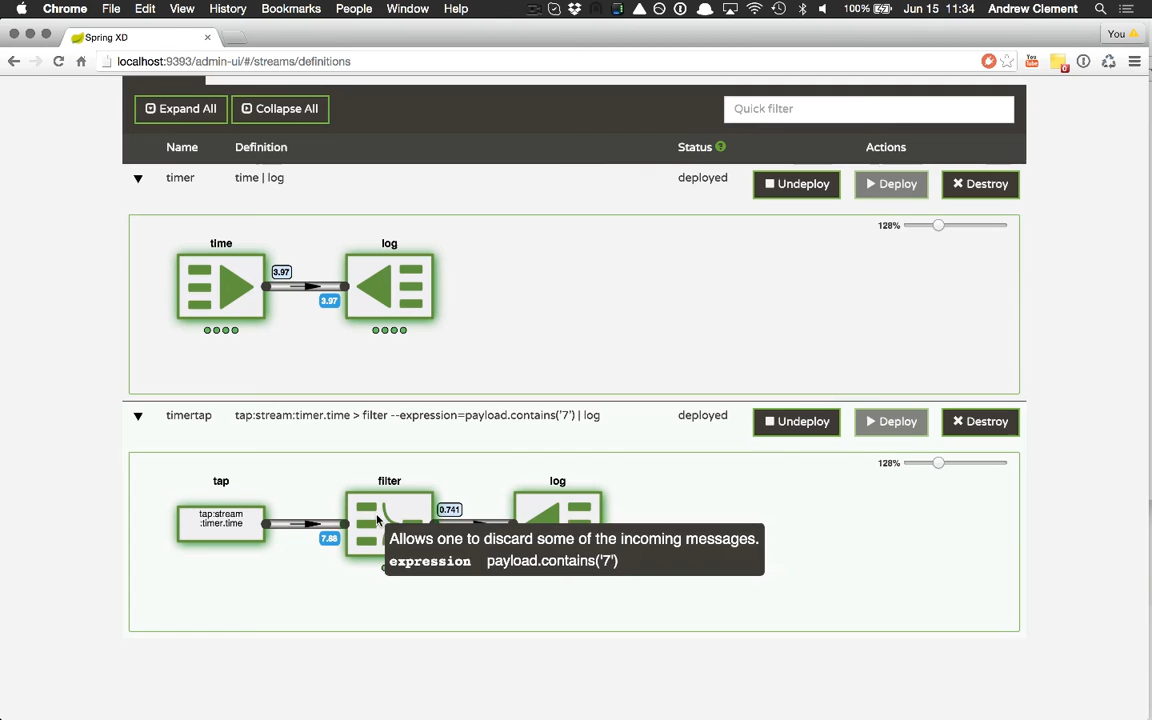 Chrome File Edit View History Bookmarks People Window Help 100% Jun 15 11:34 Andrew Clement
Spring XD You
localhost:9393/admin-ui/#/streams/definitions
Expand All Collapse All Quick filter
Name Definition Status Actions
timer time | log deployed Undeploy Deploy Destroy
128%
time log
3.97
3.97
timertap tap:stream:timer.time > filter --expression=payload.contains('7') | log deployed Undeploy Deploy Destroy
128%
tap filter log
tap:stream
:timer.time
0.741
7.88
Allows one to discard some of the incoming messages.
expression payload.contains('7')